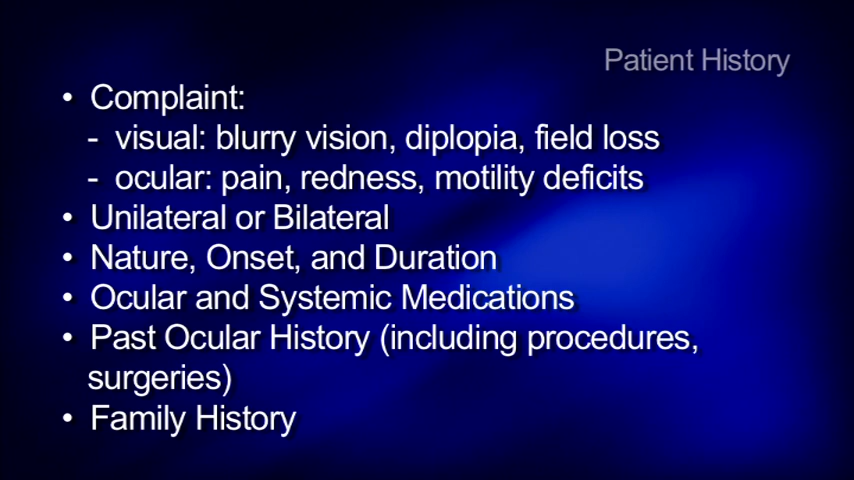 Patient History
• Complaint:
- visual: blurry vision, diplopia, field loss
- ocular: pain, redness, motility deficits
• Unilateral or Bilateral
• Nature, Onset, and Duration
• Ocular and Systemic Medications
• Past Ocular History (including procedures,
surgeries)
• Family History